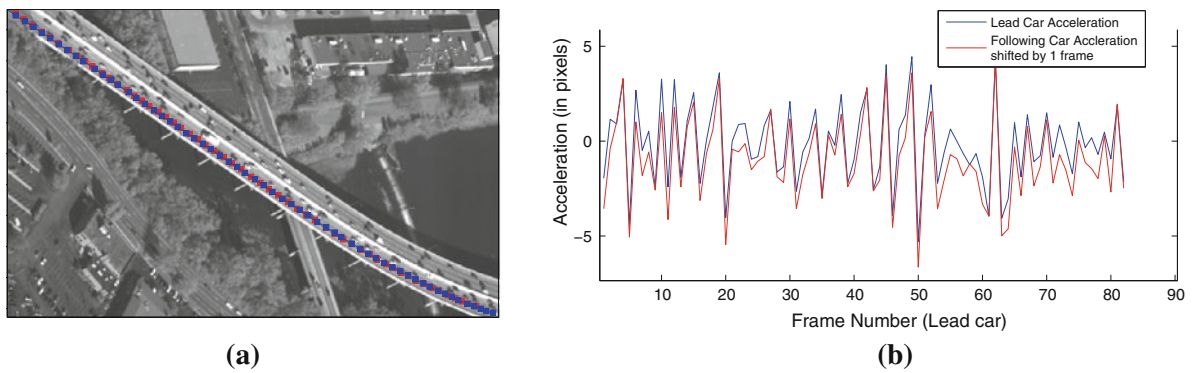 Lead Car Acceleration
Following Car Accleration
shifted by 1 frame
Acceleration (in pixels)
5
0
-5
10 20 30 40 50 60 70 80 90
Frame Number (Lead car)
(a)
(b)